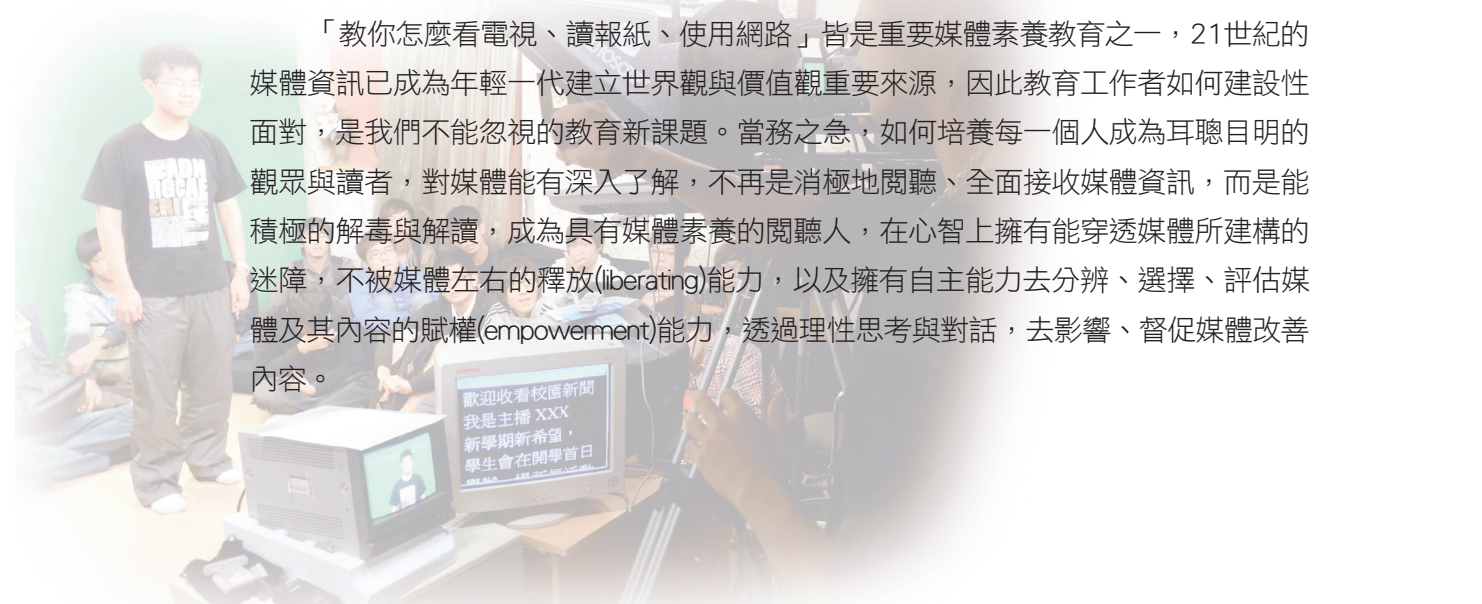 「教你怎麼看電視、讀報紙、使用網路」皆是重要媒體素養教育之一，21世紀的
媒體資訊已成為年輕一代建立世界觀與價值觀重要來源，因此教育工作者如何建設性
面對，是我們不能忽視的教育新課題。當務之急，如何培養每一個人成為耳聰目明的
觀眾與讀者，對媒體能有深入了解，不再是消極地閱聽、全面接收媒體資訊，而是能
積極的解毒與解讀，成為具有媒體素養的閱聽人，在心智上擁有能穿透媒體所建構的
迷障，不被媒體左右的釋放(liberating)能力，以及擁有自主能力去分辨、選擇、評估媒
體及其內容的賦權(empowerment)能力，透過理性思考與對話，去影響、督促媒體改善
內容。
歡迎收看校園新聞
我是主播 XXX
新學期新希望，
學生會在開學首日